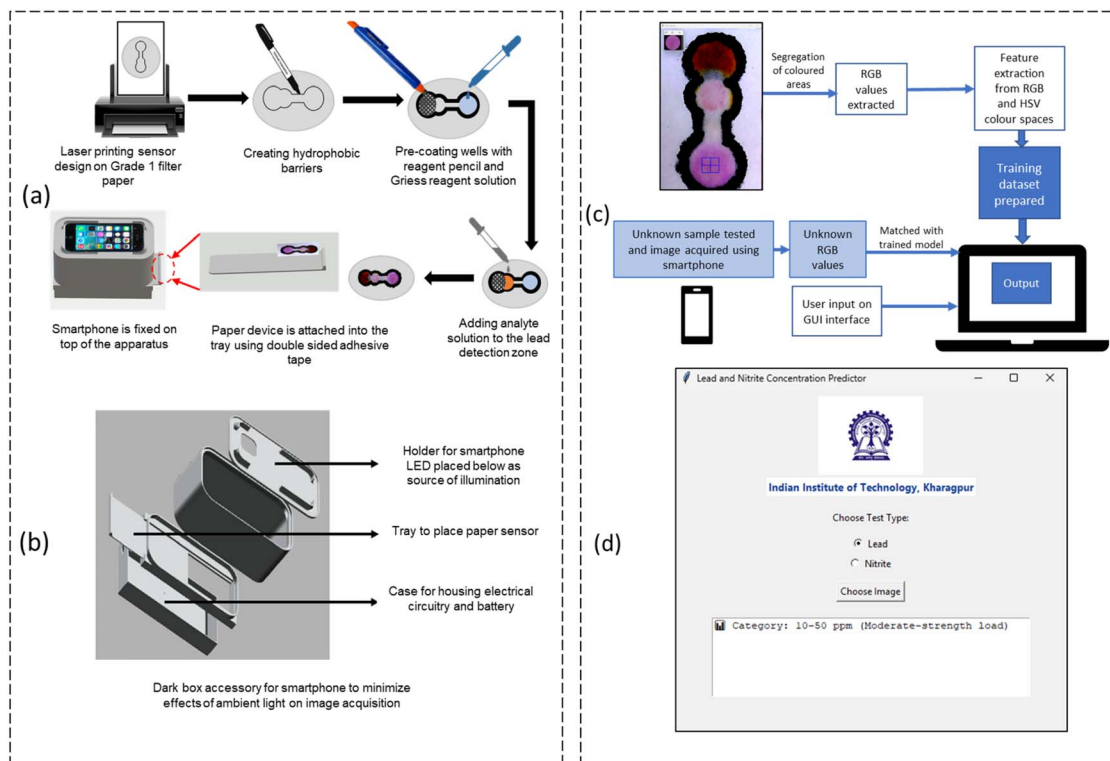 (a)
Laser printing sensor
design on Grade 1 filter
paper
Creating hydrophobic
barriers
Pre-coating wells with
reagent pencil and
Griess reagent solution
Smartphone is fixed on
top of the apparatus
Paper device is attached into the
tray using double sided adhesive
tape
Adding analyte
solution to the lead
detection zone
(b)
Holder for smartphone
LED placed below as
source of illumination
Tray to place paper sensor
Case for housing electrical
circuitry and battery
Dark box accessory for smartphone to minimize
effects of ambient light on image acquisition
(c)
Segregation
of coloured
areas
RGB
values
extracted
Feature
extraction
from RGB
and HSV
colour spaces
Training
dataset
prepared
Unknown sample tested
and image acquired using
smartphone
Unknown
RGB
values
Matched with
trained model
User input on
GUI interface
Output
(d)
Lead and Nitrite Concentration Predictor
Indian Institute of Technology, Kharagpur
Choose Test Type:
Lead
Nitrite
Choose Image
Category: 10-50 ppm (Moderate-strength load)